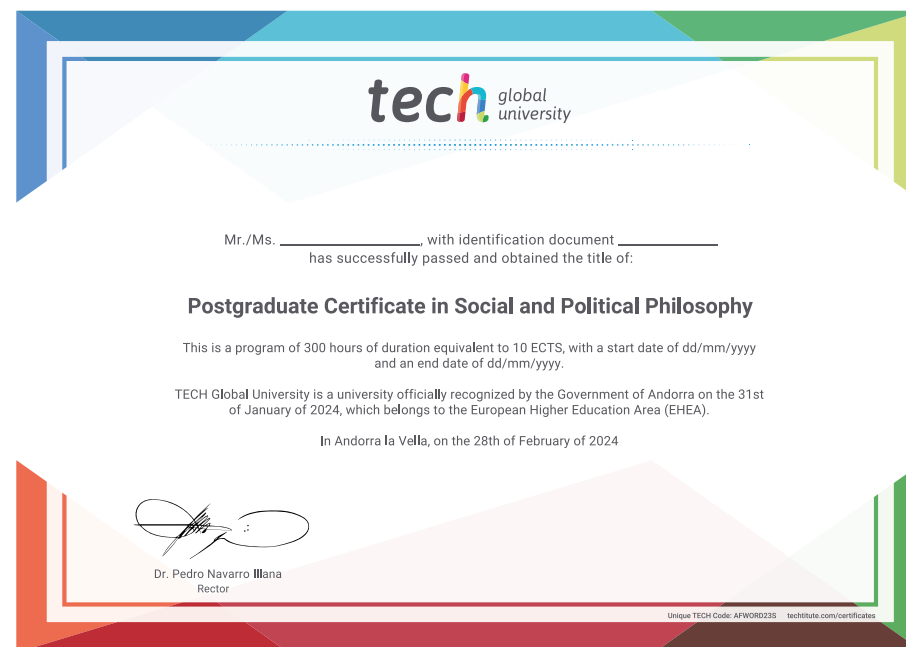 tech global university
Mr./Ms. ____________________, with identification document ______________
has successfully passed and obtained the title of:
Postgraduate Certificate in Social and Political Philosophy
This is a program of 300 hours of duration equivalent to 10 ECTS, with a start date of dd/mm/yyyy
and an end date of dd/mm/yyyy.
TECH Global University is a university officially recognized by the Government of Andorra on the 31st
of January of 2024, which belongs to the European Higher Education Area (EHEA).
In Andorra la Vella, on the 28th of February of 2024
Dr. Pedro Navarro Illana
Rector
Unique TECH Code: AFWORD23S techtitute.com/certificates